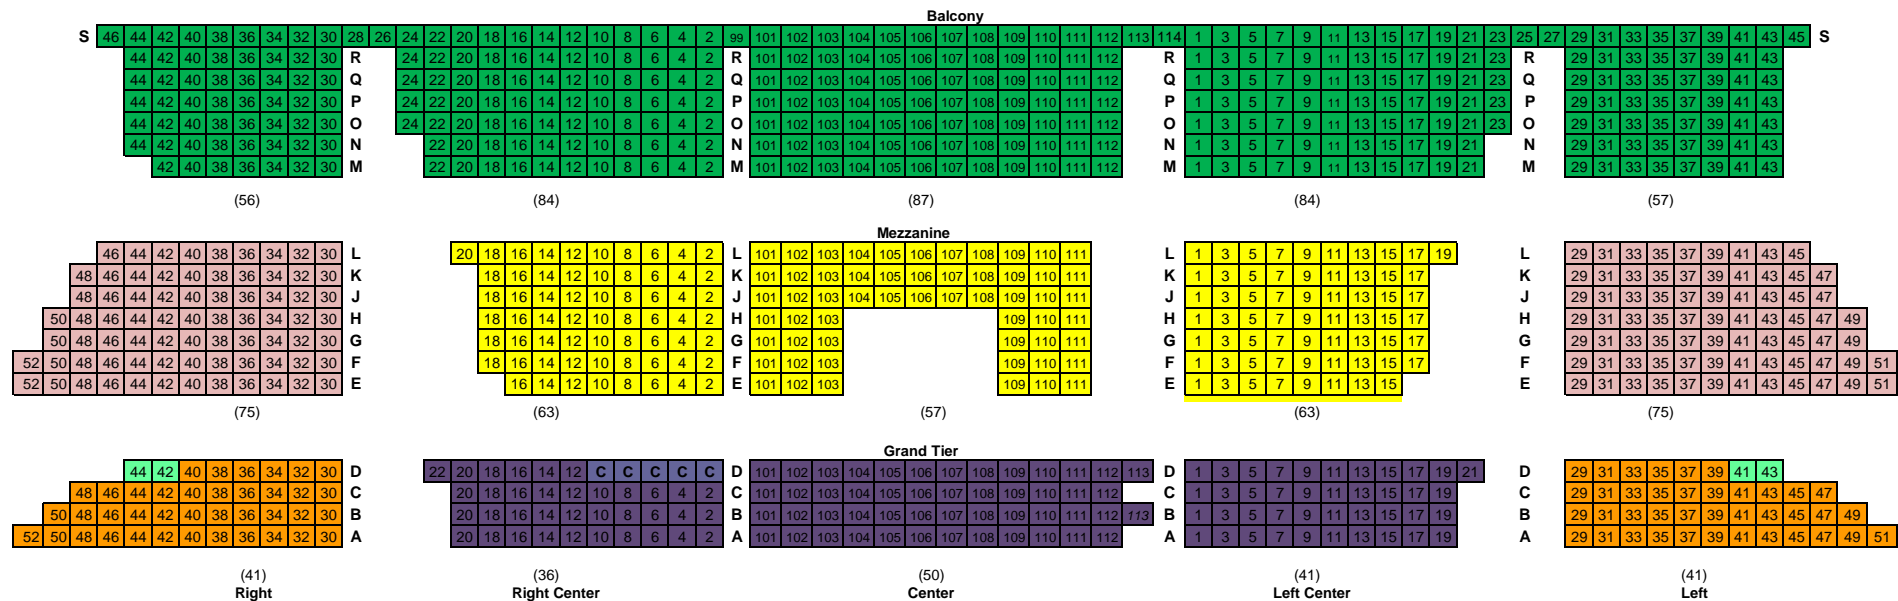 Balcony
S 46 44 42 40 38 36 34 32 30 28 26 24 22 20 18 16 14 12 10 8 6 4 2 99 101 102 103 104 105 106 107 108 109 110 111 112 113 114 1 3 5 7 9 11 13 15 17 19 21 23 25 27 29 31 33 35 37 39 41 43 45 S
44 42 40 38 36 34 32 30 R 24 22 20 18 16 14 12 10 8 6 4 2 R 101 102 103 104 105 106 107 108 109 110 111 112 R 1 3 5 7 9 11 13 15 17 19 21 23 R 29 31 33 35 37 39 41 43
44 42 40 38 36 34 32 30 Q 24 22 20 18 16 14 12 10 8 6 4 2 Q 101 102 103 104 105 106 107 108 109 110 111 112 Q 1 3 5 7 9 11 13 15 17 19 21 23 Q 29 31 33 35 37 39 41 43
44 42 40 38 36 34 32 30 P 24 22 20 18 16 14 12 10 8 6 4 2 P 101 102 103 104 105 106 107 108 109 110 111 112 P 1 3 5 7 9 11 13 15 17 19 21 23 P 29 31 33 35 37 39 41 43
44 42 40 38 36 34 32 30 O 24 22 20 18 16 14 12 10 8 6 4 2 O 101 102 103 104 105 106 107 108 109 110 111 112 O 1 3 5 7 9 11 13 15 17 19 21 23 O 29 31 33 35 37 39 41 43
44 42 40 38 36 34 32 30 N 22 20 18 16 14 12 10 8 6 4 2 N 101 102 103 104 105 106 107 108 109 110 111 112 N 1 3 5 7 9 11 13 15 17 19 21 N 29 31 33 35 37 39 41 43
42 40 38 36 34 32 30 M 22 20 18 16 14 12 10 8 6 4 2 M 101 102 103 104 105 106 107 108 109 110 111 112 M 1 3 5 7 9 11 13 15 17 19 21 M 29 31 33 35 37 39 41 43
(56) (84) (87) (84) (57)
Mezzanine
46 44 42 40 38 36 34 32 30 L 20 18 16 14 12 10 8 6 4 2 L 101 102 103 104 105 106 107 108 109 110 111 L 1 3 5 7 9 11 13 15 17 19 L 29 31 33 35 37 39 41 43 45
48 46 44 42 40 38 36 34 32 30 K 18 16 14 12 10 8 6 4 2 K 101 102 103 104 105 106 107 108 109 110 111 K 1 3 5 7 9 11 13 15 17 K 29 31 33 35 37 39 41 43 45 47
48 46 44 42 40 38 36 34 32 30 J 18 16 14 12 10 8 6 4 2 J 101 102 103 104 105 106 107 108 109 110 111 J 1 3 5 7 9 11 13 15 17 J 29 31 33 35 37 39 41 43 45 47
50 48 46 44 42 40 38 36 34 32 30 H 18 16 14 12 10 8 6 4 2 H 101 102 103 109 110 111 H 1 3 5 7 9 11 13 15 17 H 29 31 33 35 37 39 41 43 45 47 49
50 48 46 44 42 40 38 36 34 32 30 G 18 16 14 12 10 8 6 4 2 G 101 102 103 109 110 111 G 1 3 5 7 9 11 13 15 17 G 29 31 33 35 37 39 41 43 45 47 49
52 50 48 46 44 42 40 38 36 34 32 30 F 18 16 14 12 10 8 6 4 2 F 101 102 103 109 110 111 F 1 3 5 7 9 11 13 15 17 F 29 31 33 35 37 39 41 43 45 47 49 51
52 50 48 46 44 42 40 38 36 34 32 30 E 16 14 12 10 8 6 4 2 E 101 102 103 109 110 111 E 1 3 5 7 9 11 13 15 E 29 31 33 35 37 39 41 43 45 47 49 51
(75) (63) (57) (63) (75)
Grand Tier
44 42 40 38 36 34 32 30 D 22 20 18 16 14 12 C C C C C D 101 102 103 104 105 106 107 108 109 110 111 112 113 D 1 3 5 7 9 11 13 15 17 19 21 D 29 31 33 35 37 39 41 43
48 46 44 42 40 38 36 34 32 30 C 20 18 16 14 12 10 8 6 4 2 C 101 102 103 104 105 106 107 108 109 110 111 112 C 1 3 5 7 9 11 13 15 17 19 C 29 31 33 35 37 39 41 43 45 47
50 48 46 44 42 40 38 36 34 32 30 B 20 18 16 14 12 10 8 6 4 2 B 101 102 103 104 105 106 107 108 109 110 111 112 113 B 1 3 5 7 9 11 13 15 17 19 B 29 31 33 35 37 39 41 43 45 47 49
52 50 48 46 44 42 40 38 36 34 32 30 A 20 18 16 14 12 10 8 6 4 2 A 101 102 103 104 105 106 107 108 109 110 111 112 A 1 3 5 7 9 11 13 15 17 19 A 29 31 33 35 37 39 41 43 45 47 49 51
(41) (36) (50) (41) (41)
Right Right Center Center Left Center Left